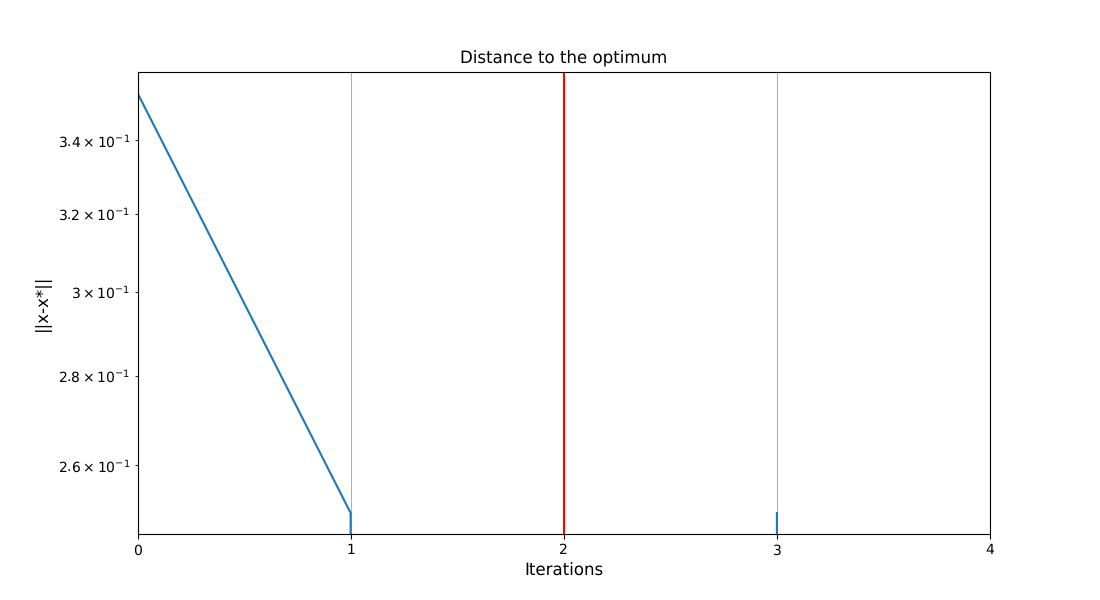 Distance to the optimum
3.4 × 10⁻¹
3.2 × 10⁻¹
3 × 10⁻¹
2.8 × 10⁻¹
2.6 × 10⁻¹
||x-x*||
0 1 2 3 4
Iterations